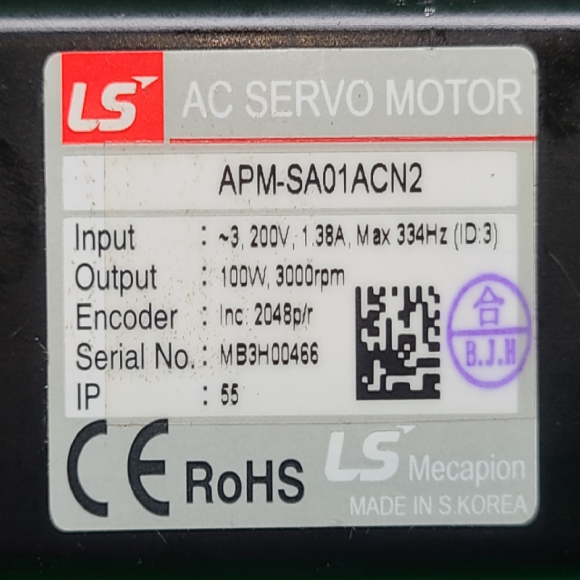 LS AC SERVO MOTOR
APM-SA01ACN2
Input : ~3, 200V, 1.38A, Max 334Hz (ID:3)
Output : 100W, 3000rpm
Encoder : Inc. 2048p/r
Serial No. : MB3H00466
IP : 55
合
B.J.H
CE RoHS LS Mecapion
MADE IN S.KOREA